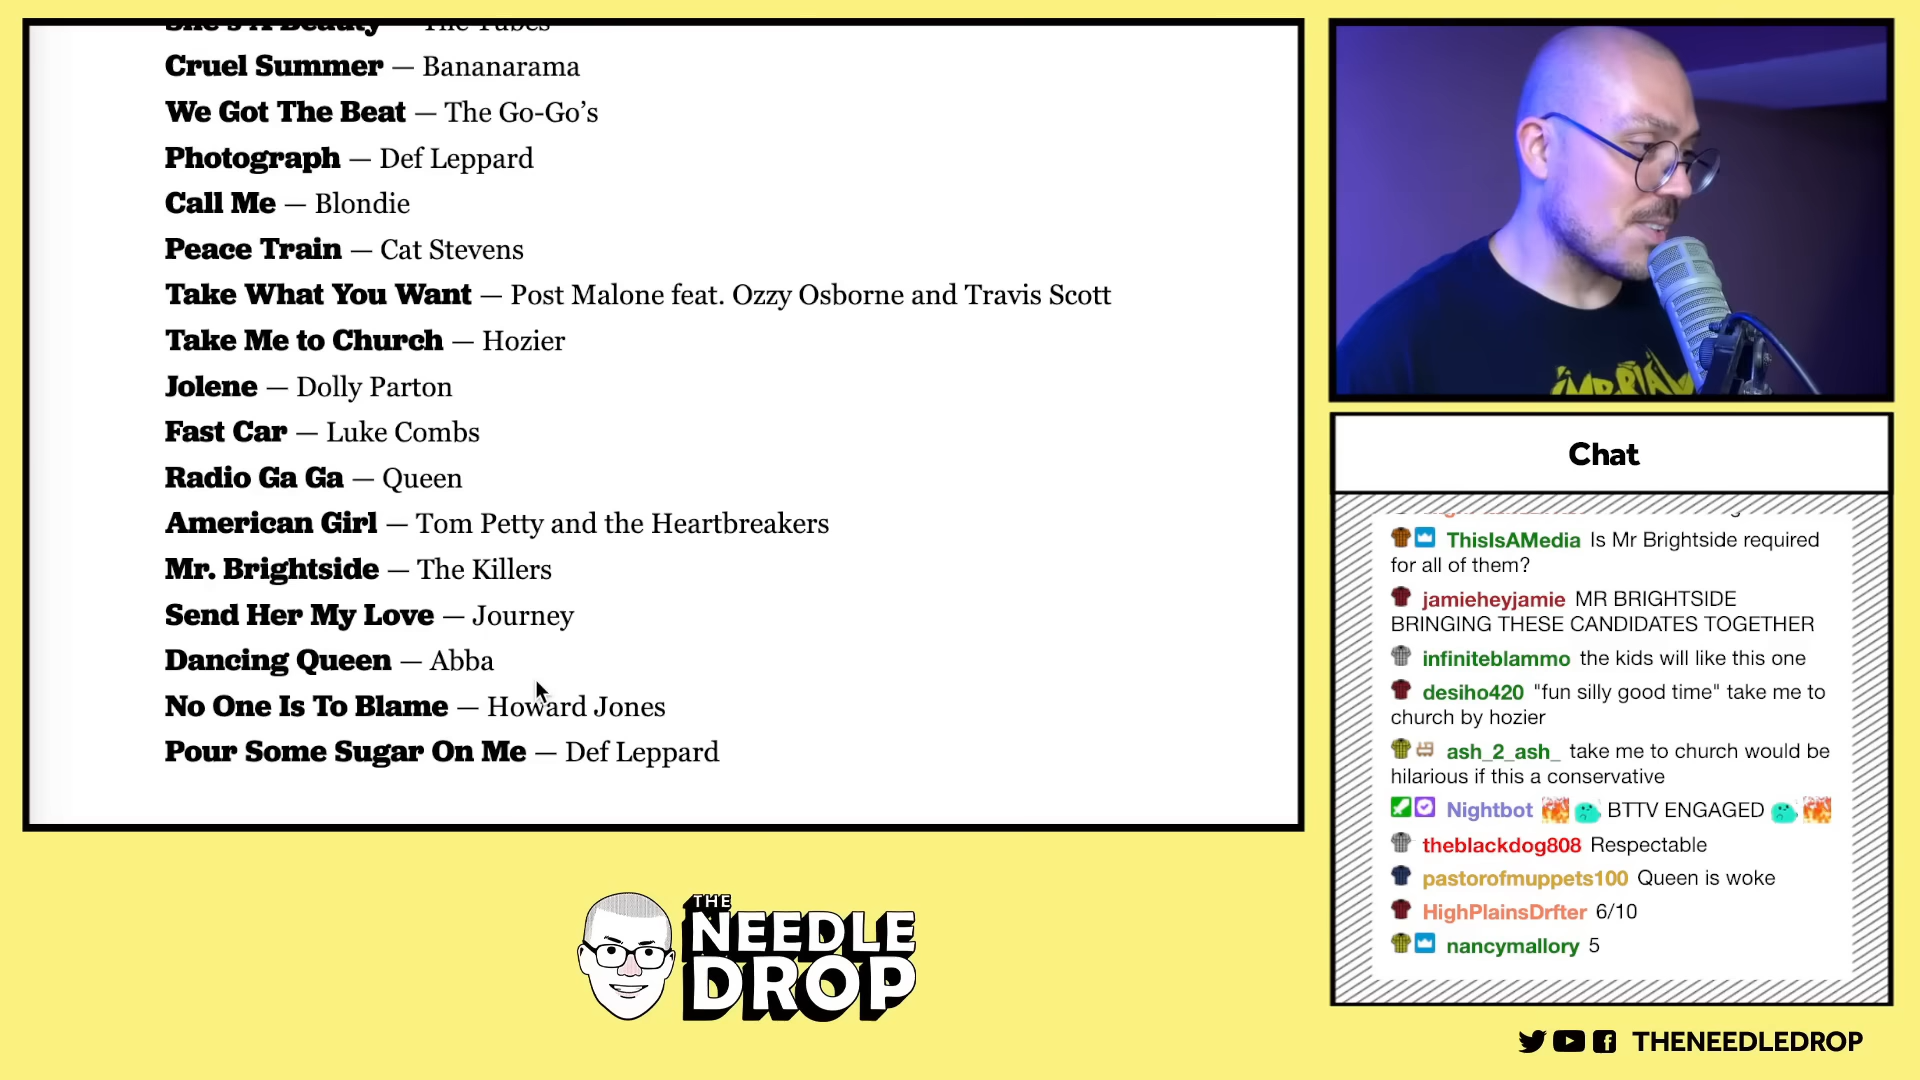 She's A Beauty — The Tubes
Cruel Summer — Bananarama
We Got The Beat — The Go-Go’s
Photograph — Def Leppard
Call Me — Blondie
Peace Train — Cat Stevens
Take What You Want — Post Malone feat. Ozzy Osborne and Travis Scott
Take Me to Church — Hozier
Jolene — Dolly Parton
Fast Car — Luke Combs
Radio Ga Ga — Queen
American Girl — Tom Petty and the Heartbreakers
Mr. Brightside — The Killers
Send Her My Love — Journey
Dancing Queen — Abba
No One Is To Blame — Howard Jones
Pour Some Sugar On Me — Def Leppard
Chat
ThisIsAMedia Is Mr Brightside required
for all of them?
jamieheyjamie MR BRIGHTSIDE
BRINGING THESE CANDIDATES TOGETHER
infiniteblammo the kids will like this one
desiho420 "fun silly good time" take me to
church by hozier
ash_2_ash_ take me to church would be
hilarious if this a conservative
Nightbot BTTV ENGAGED
theblackdog808 Respectable
pastorofmuppets100 Queen is woke
HighPlainsDrfter 6/10
nancymallory 5
THE
NEEDLE
DROP
THENEEDLEDROP